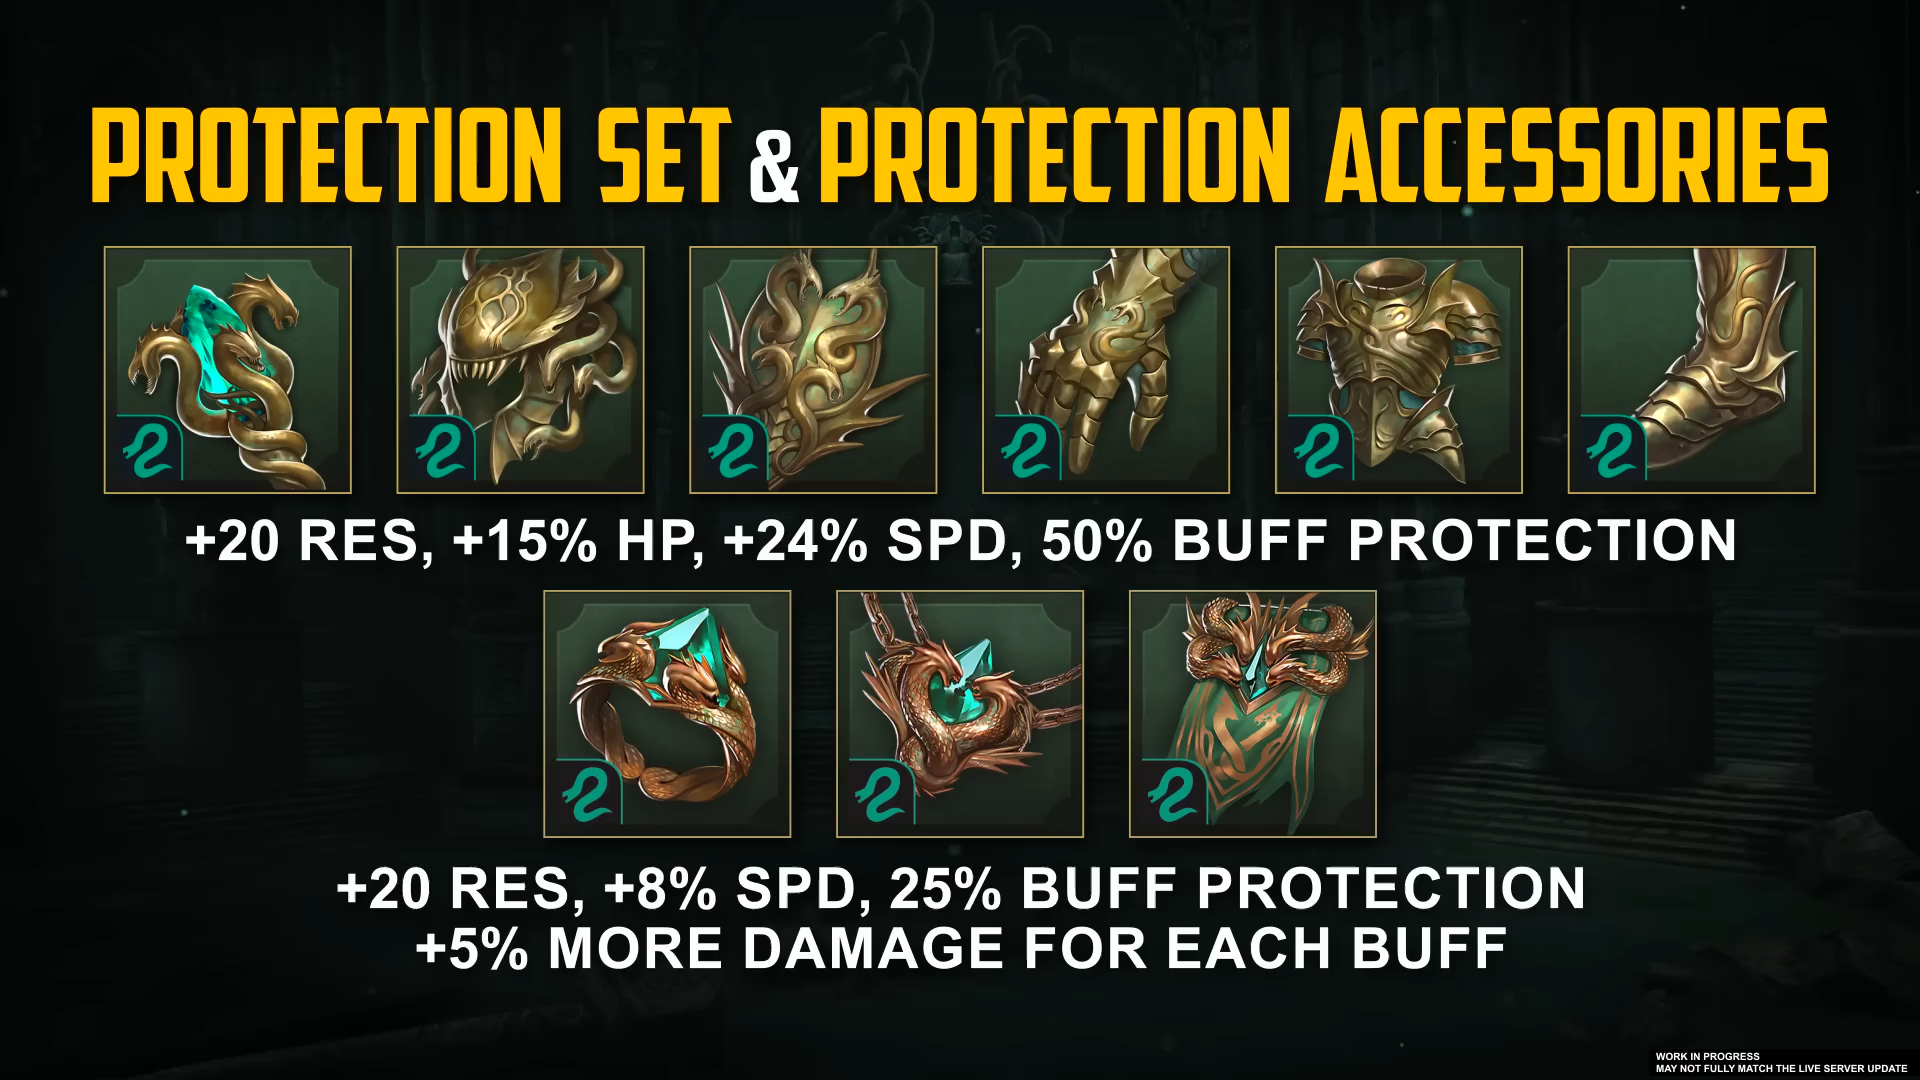 PROTECTION SET & PROTECTION ACCESSORIES
+20 RES, +15% HP, +24% SPD, 50% BUFF PROTECTION
+20 RES, +8% SPD, 25% BUFF PROTECTION
+5% MORE DAMAGE FOR EACH BUFF
WORK IN PROGRESS
MAY NOT FULLY MATCH THE LIVE SERVER UPDATE